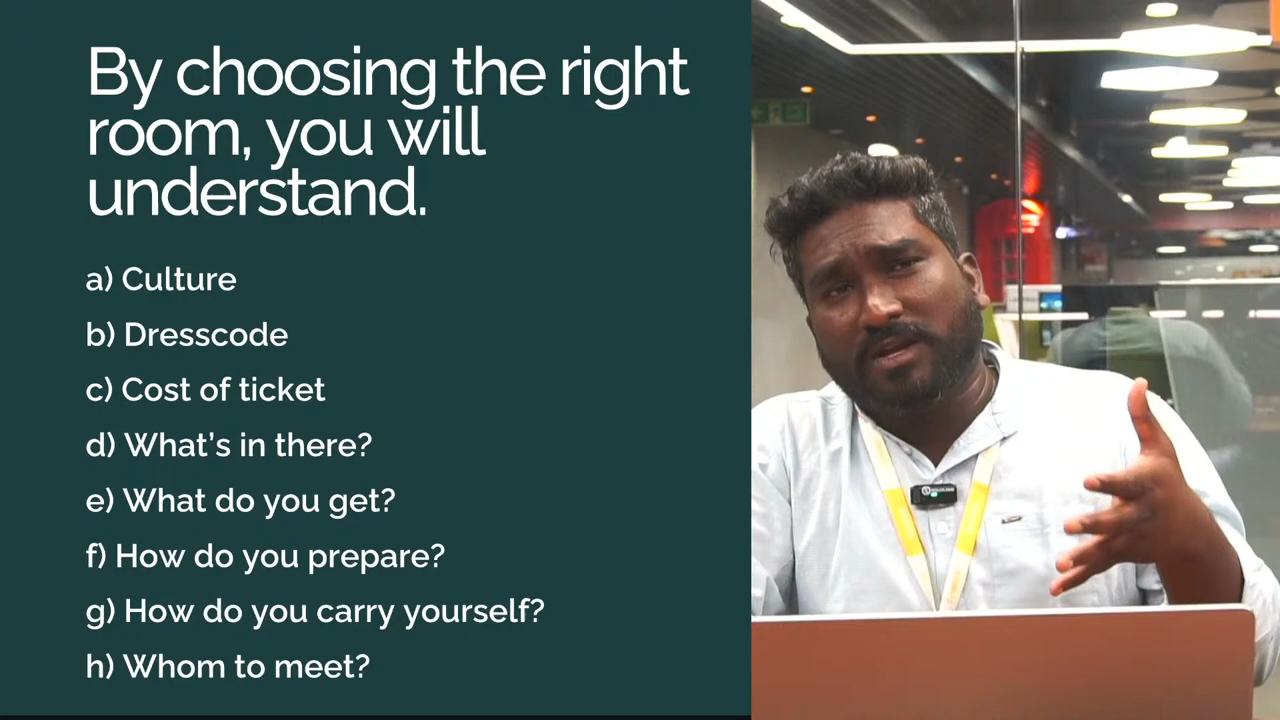 By choosing the right
room, you will
understand.
a) Culture
b) Dresscode
c) Cost of ticket
d) What's in there?
e) What do you get?
f) How do you prepare?
g) How do you carry yourself?
h) Whom to meet?